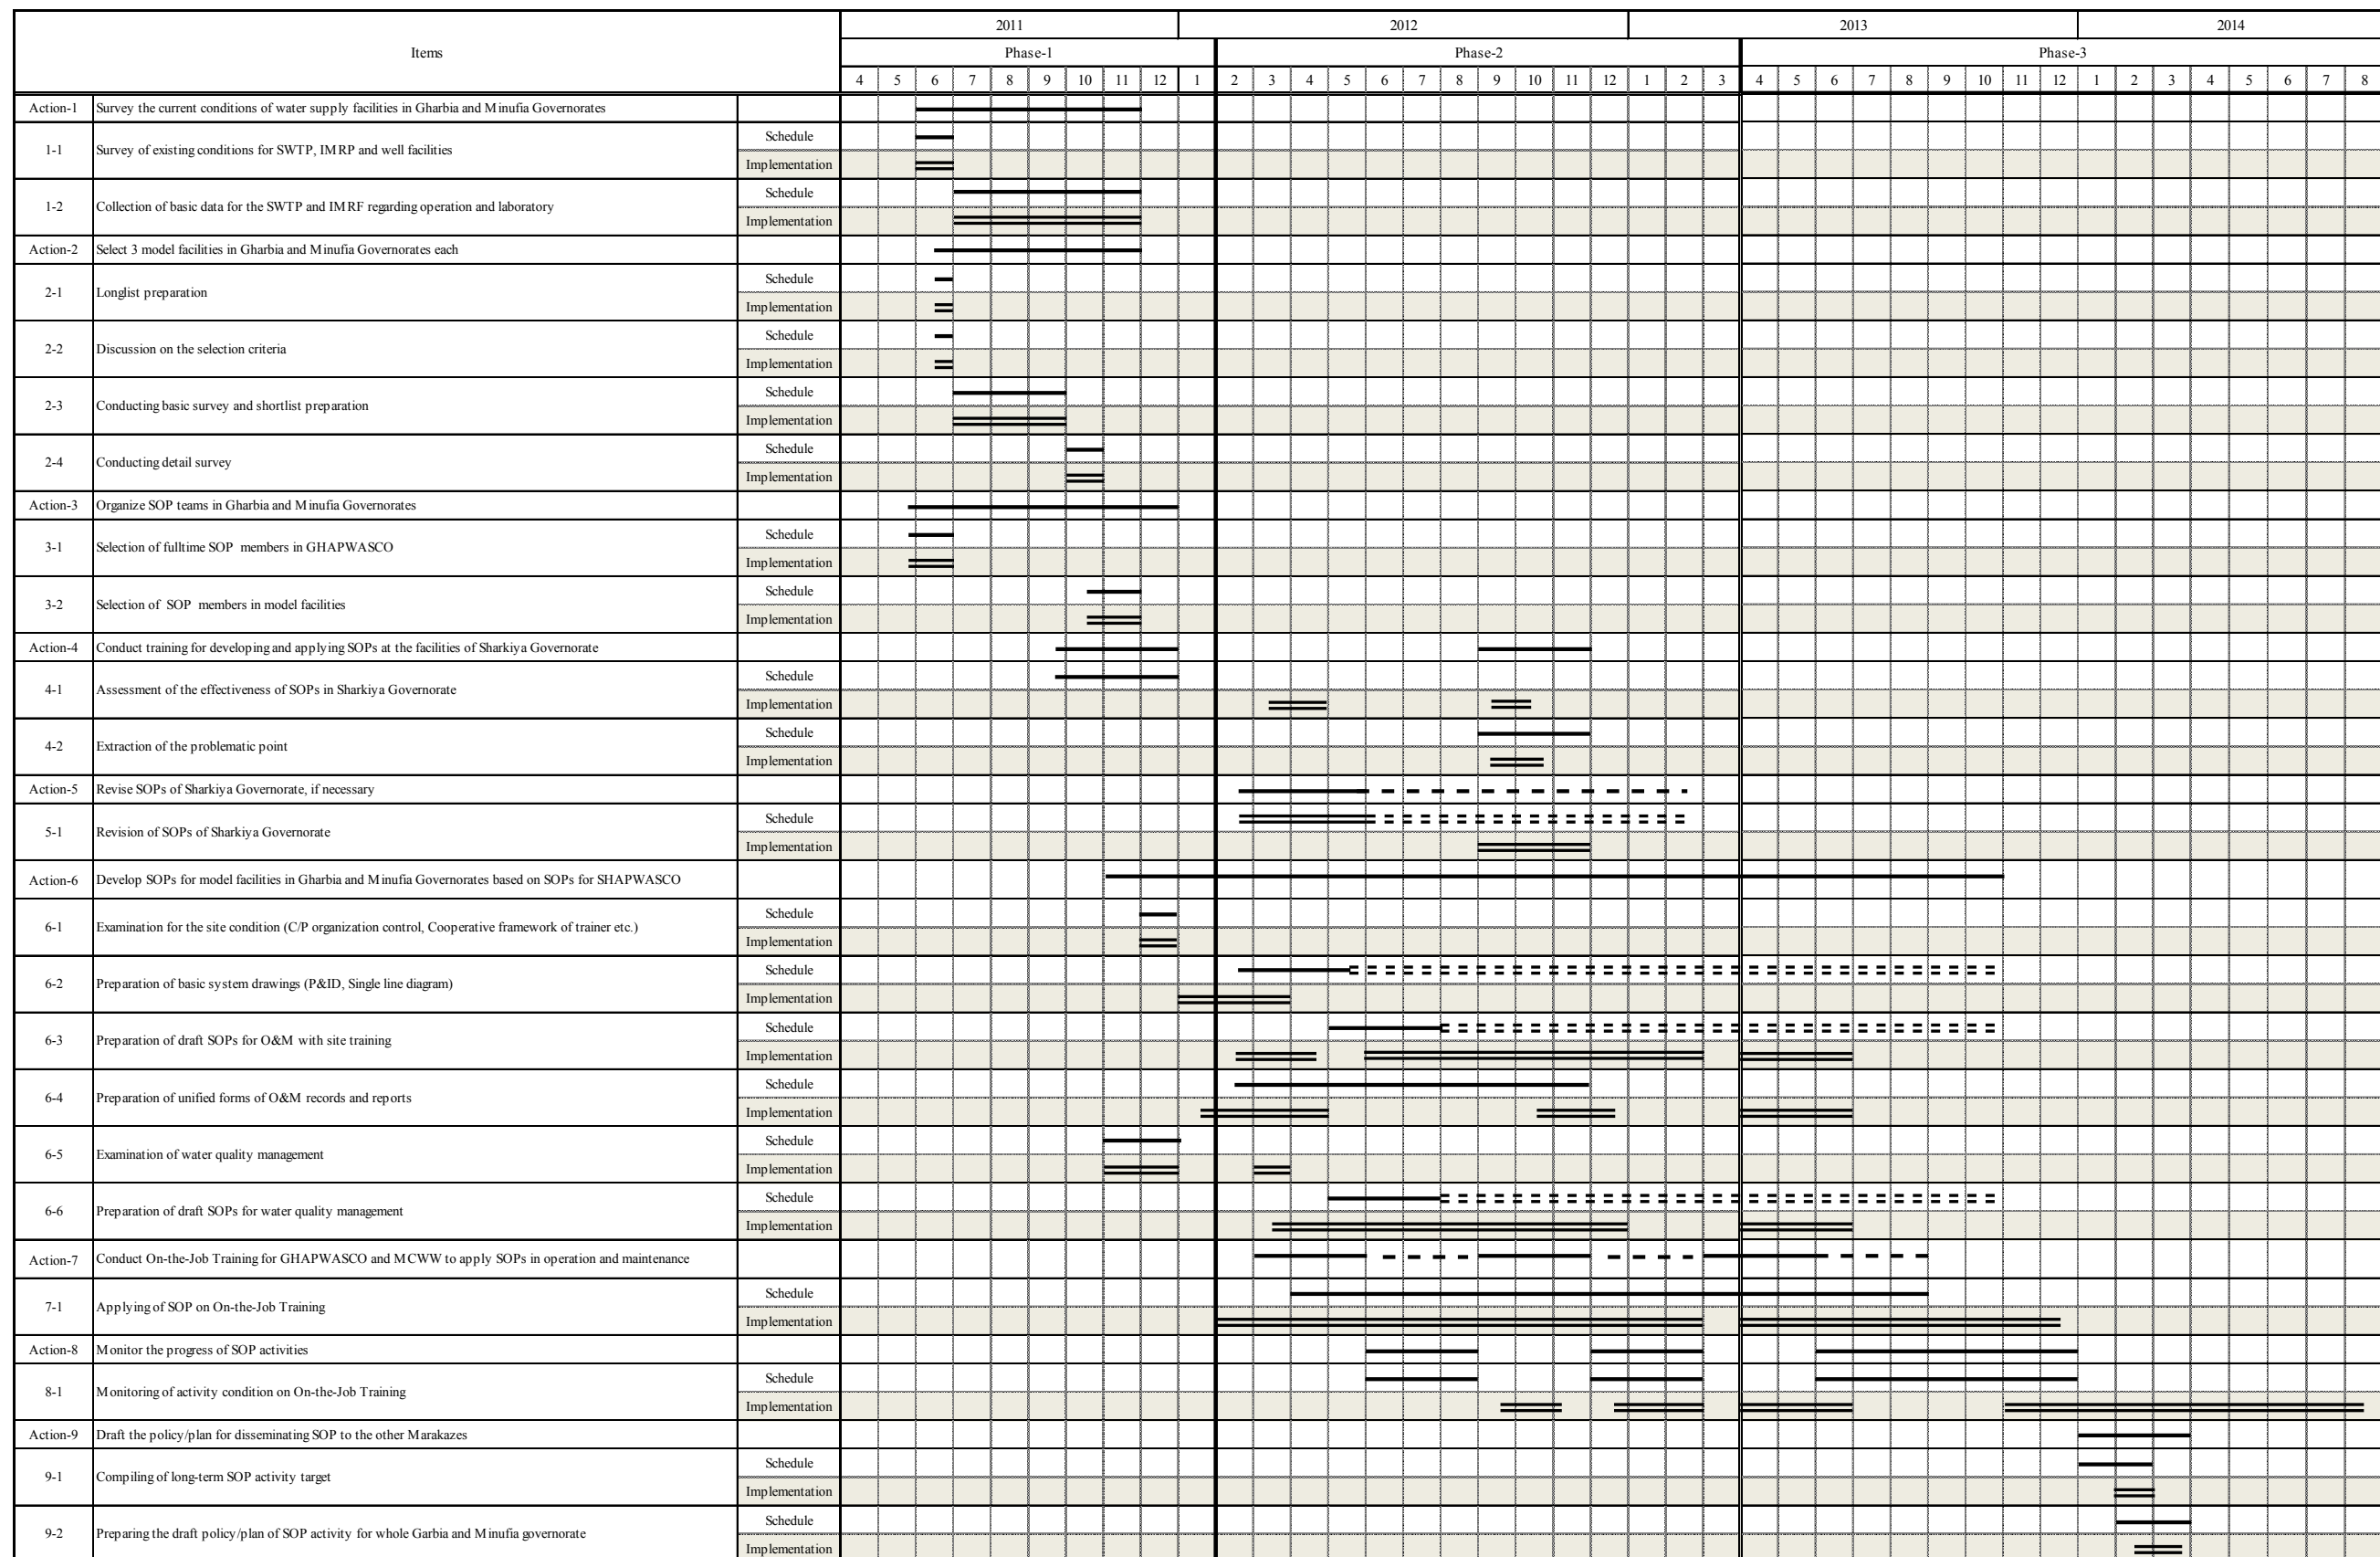 2011 2012 2013 2014
Items Phase-1 Phase-2 Phase-3
4 5 6 7 8 9 10 11 12 1 2 3 4 5 6 7 8 9 10 11 12 1 2 3 4 5 6 7 8 9 10 11 12 1 2 3 4 5 6 7 8
Action-1 Survey the current conditions of water supply facilities in Gharbia and Minufia Governorates
Schedule
1-1 Survey of existing conditions for SWTP, IMRP and well facilities
Implementation
Schedule
1-2 Collection of basic data for the SWTP and IMRF regarding operation and laboratory
Implementation
Action-2 Select 3 model facilities in Gharbia and Minufia Governorates each
Schedule
2-1 Longlist preparation
Implementation
Schedule
2-2 Discussion on the selection criteria
Implementation
Schedule
2-3 Conducting basic survey and shortlist preparation
Implementation
Schedule
2-4 Conducting detail survey
Implementation
Action-3 Organize SOP teams in Gharbia and Minufia Governorates
Schedule
3-1 Selection of fulltime SOP members in GHAPWASCO
Implementation
Schedule
3-2 Selection of SOP members in model facilities
Implementation
Action-4 Conduct training for developing and applying SOPs at the facilities of Sharkiya Governorate
Schedule
4-1 Assessment of the effectiveness of SOPs in Sharkiya Governorate
Implementation
Schedule
4-2 Extraction of the problematic point
Implementation
Action-5 Revise SOPs of Sharkiya Governorate, if necessary
Schedule
5-1 Revision of SOPs of Sharkiya Governorate
Implementation
Action-6 Develop SOPs for model facilities in Gharbia and Minufia Governorates based on SOPs for SHAPWASCO
Schedule
6-1 Examination for the site condition (C/P organization control, Cooperative framework of trainer etc.)
Implementation
Schedule
6-2 Preparation of basic system drawings (P&ID, Single line diagram)
Implementation
Schedule
6-3 Preparation of draft SOPs for O&M with site training
Implementation
Schedule
6-4 Preparation of unified forms of O&M records and reports
Implementation
Schedule
6-5 Examination of water quality management
Implementation
Schedule
6-6 Preparation of draft SOPs for water quality management
Implementation
Action-7 Conduct On-the-Job Training for GHAPWASCO and MCWW to apply SOPs in operation and maintenance
Schedule
7-1 Applying of SOP on On-the-Job Training
Implementation
Action-8 Monitor the progress of SOP activities
Schedule
8-1 Monitoring of activity condition on On-the-Job Training
Implementation
Action-9 Draft the policy/plan for disseminating SOP to the other Marakazes
Schedule
9-1 Compiling of long-term SOP activity target
Implementation
Schedule
9-2 Preparing the draft policy/plan of SOP activity for whole Garbia and Minufia governorate
Implementation